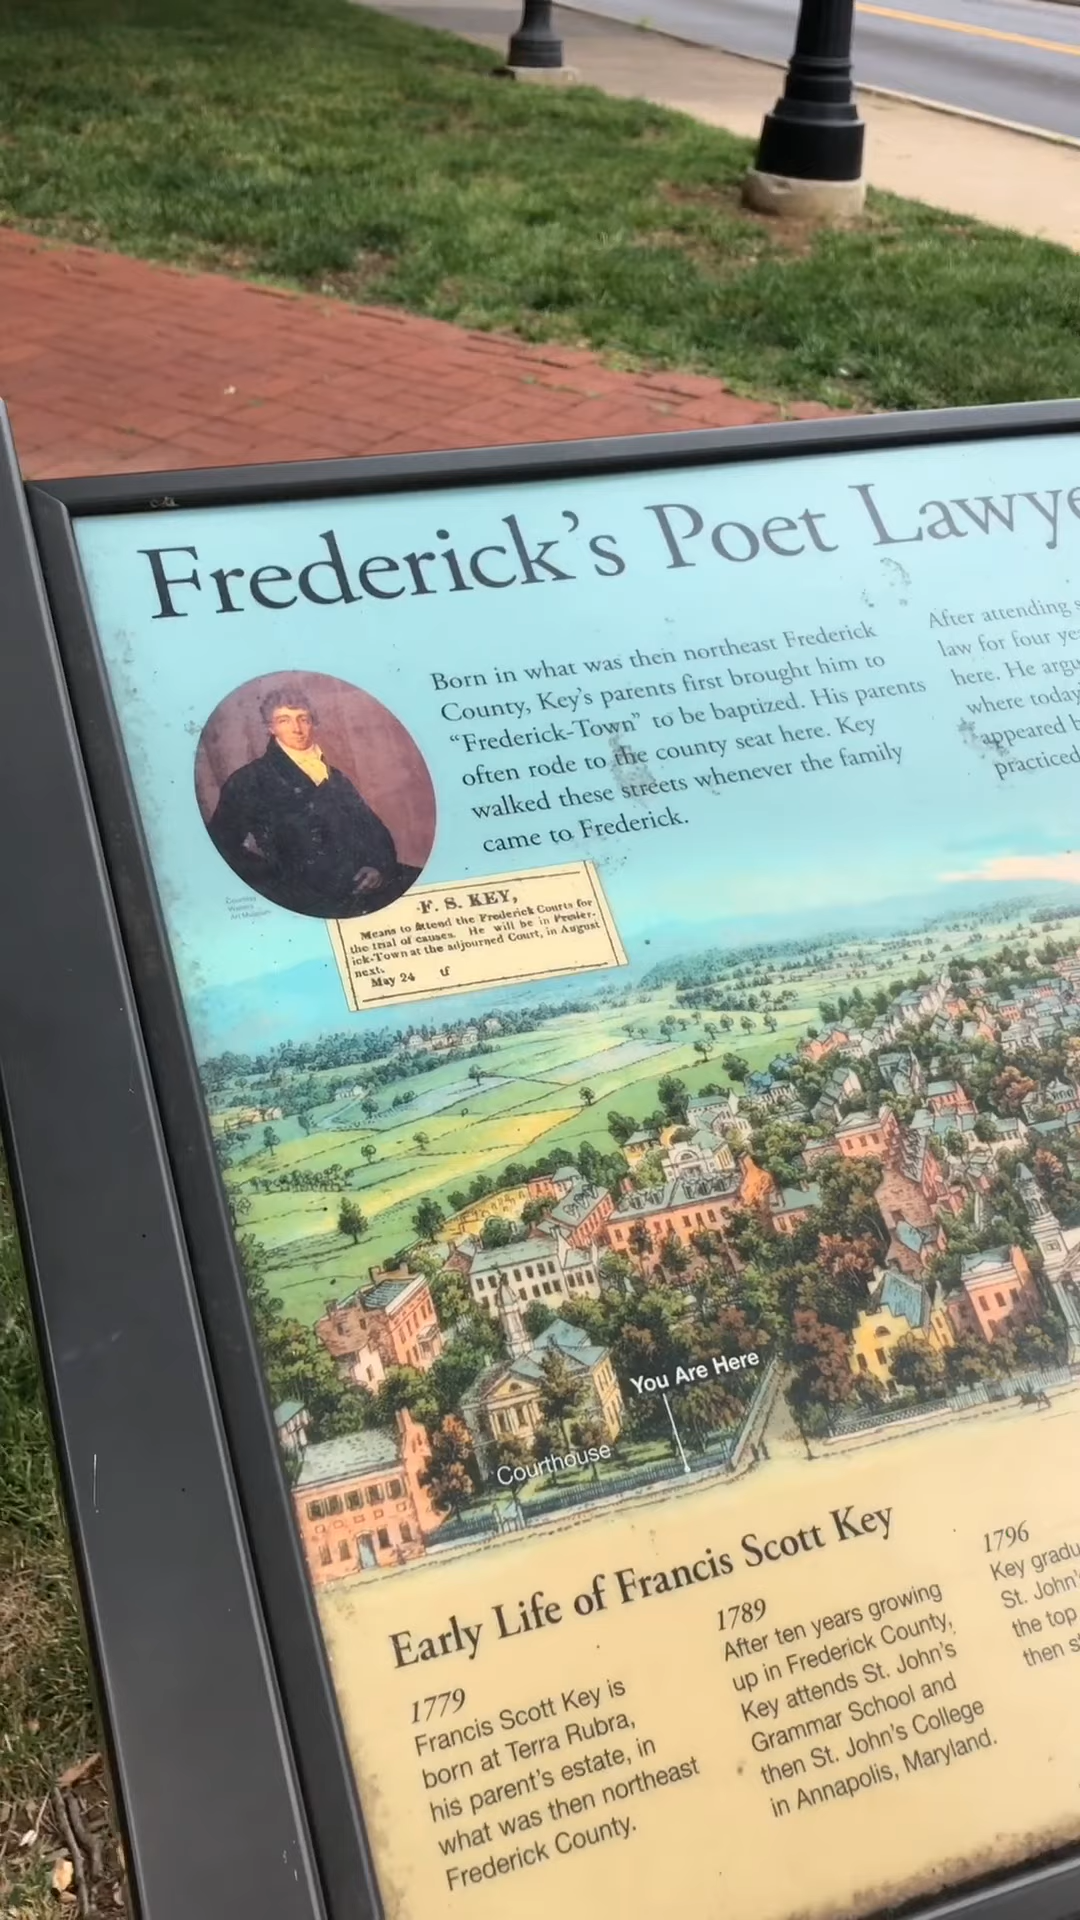 Frederick's Poet Lawye
Born in what was then northeast Frederick
County, Key's parents first brought him to
“Frederick-Town” to be baptized. His parents
often rode to the county seat here. Key
walked these streets whenever the family
came to Frederick.
After attending s
law for four yea
here. He argu
where today
appeared b
practiced
Courtesy
Walters
Art Museum
F. S. KEY,
Means to attend the Frederick Courts for
the trial of causes. He will be in Freder-
ick-Town at the adjourned Court, in August
next.
May 24 tf
You Are Here
Courthouse
Early Life of Francis Scott Key
1779
Francis Scott Key is
born at Terra Rubra,
his parent's estate, in
what was then northeast
Frederick County.
1789
After ten years growing
up in Frederick County,
Key attends St. John's
Grammar School and
then St. John's College
in Annapolis, Maryland.
1796
Key gradu
St. John's
the top
then s